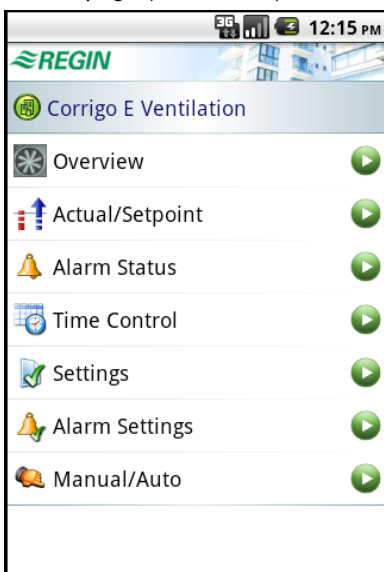 3G 12:15 PM
REGIN
Corrigo E Ventilation
Overview
Actual/Setpoint
Alarm Status
Time Control
Settings
Alarm Settings
Manual/Auto